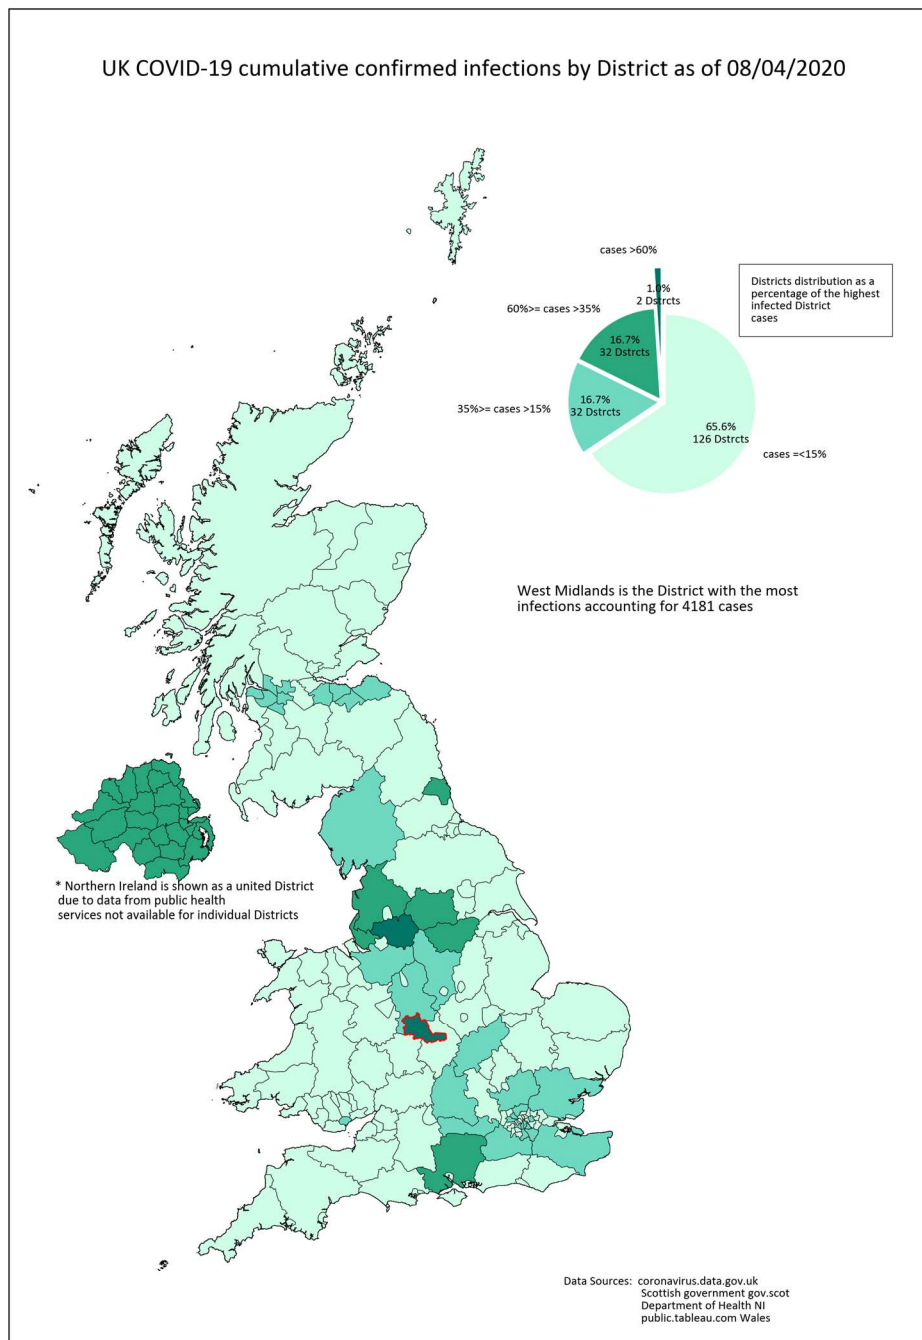 UK COVID-19 cumulative confirmed infections by District as of 08/04/2020
cases >60%
1.0%
2 Dstrcts
Districts distribution as a
percentage of the highest
infected District
cases
60%>= cases >35%
16.7%
32 Dstrcts
35%>= cases >15%
16.7%
32 Dstrcts
65.6%
126 Dstrcts
cases =<15%
West Midlands is the District with the most
infections accounting for 4181 cases
* Northern Ireland is shown as a united District
due to data from public health
services not available for individual Districts
Data Sources: coronavirus.data.gov.uk
Scottish government gov.scot
Department of Health NI
public.tableau.com Wales